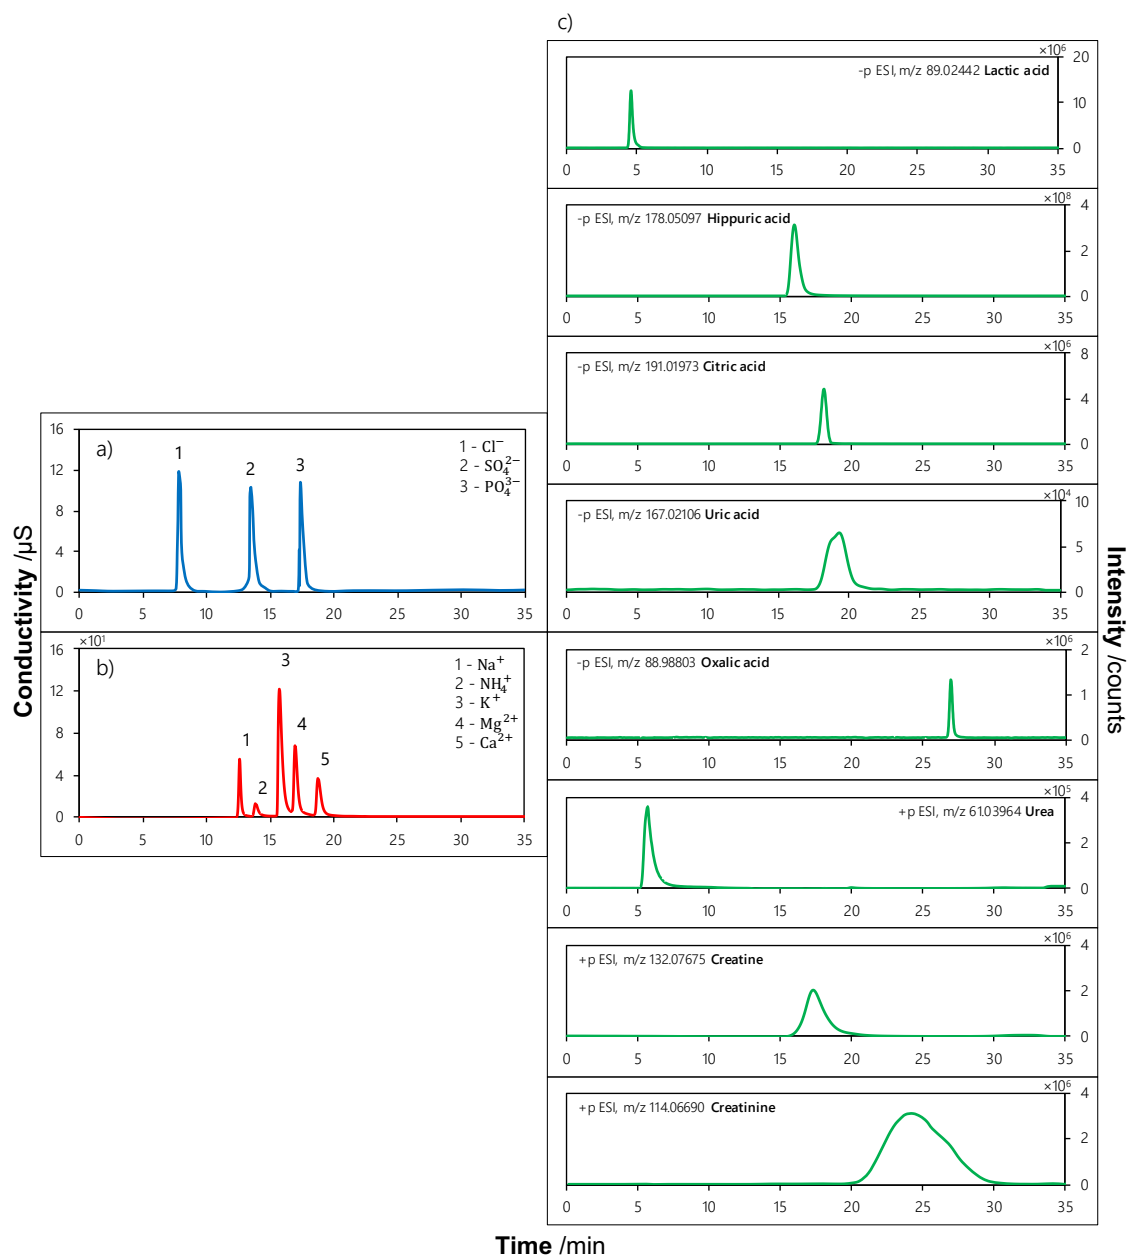 c)
×10⁶
-p ESI, m/z 89.02442 Lactic acid
20
10
0
0 5 10 15 20 25 30 35
×10⁸
-p ESI, m/z 178.05097 Hippuric acid
4
2
0
0 5 10 15 20 25 30 35
×10⁶
-p ESI, m/z 191.01973 Citric acid
8
4
0
0 5 10 15 20 25 30 35
×10⁴
-p ESI, m/z 167.02106 Uric acid
10
5
0
0 5 10 15 20 25 30 35
×10⁶
-p ESI, m/z 88.98803 Oxalic acid
2
1
0
0 5 10 15 20 25 30 35
×10⁵
+p ESI, m/z 61.03964 Urea
4
2
0
0 5 10 15 20 25 30 35
×10⁶
+p ESI, m/z 132.07675 Creatine
4
2
0
0 5 10 15 20 25 30 35
×10⁶
+p ESI, m/z 114.06690 Creatinine
4
2
0
0 5 10 15 20 25 30 35
Intensity /counts
a)
16
12
8
4
0
1 2 3
1 - Cl⁻
2 - SO₄²⁻
3 - PO₄³⁻
0 5 10 15 20 25 30 35
×10¹
b)
16
12
8
4
0
1 2 3 4 5
1 - Na⁺
2 - NH₄⁺
3 - K⁺
4 - Mg²⁺
5 - Ca²⁺
0 5 10 15 20 25 30 35
Conductivity /µS
Time /min